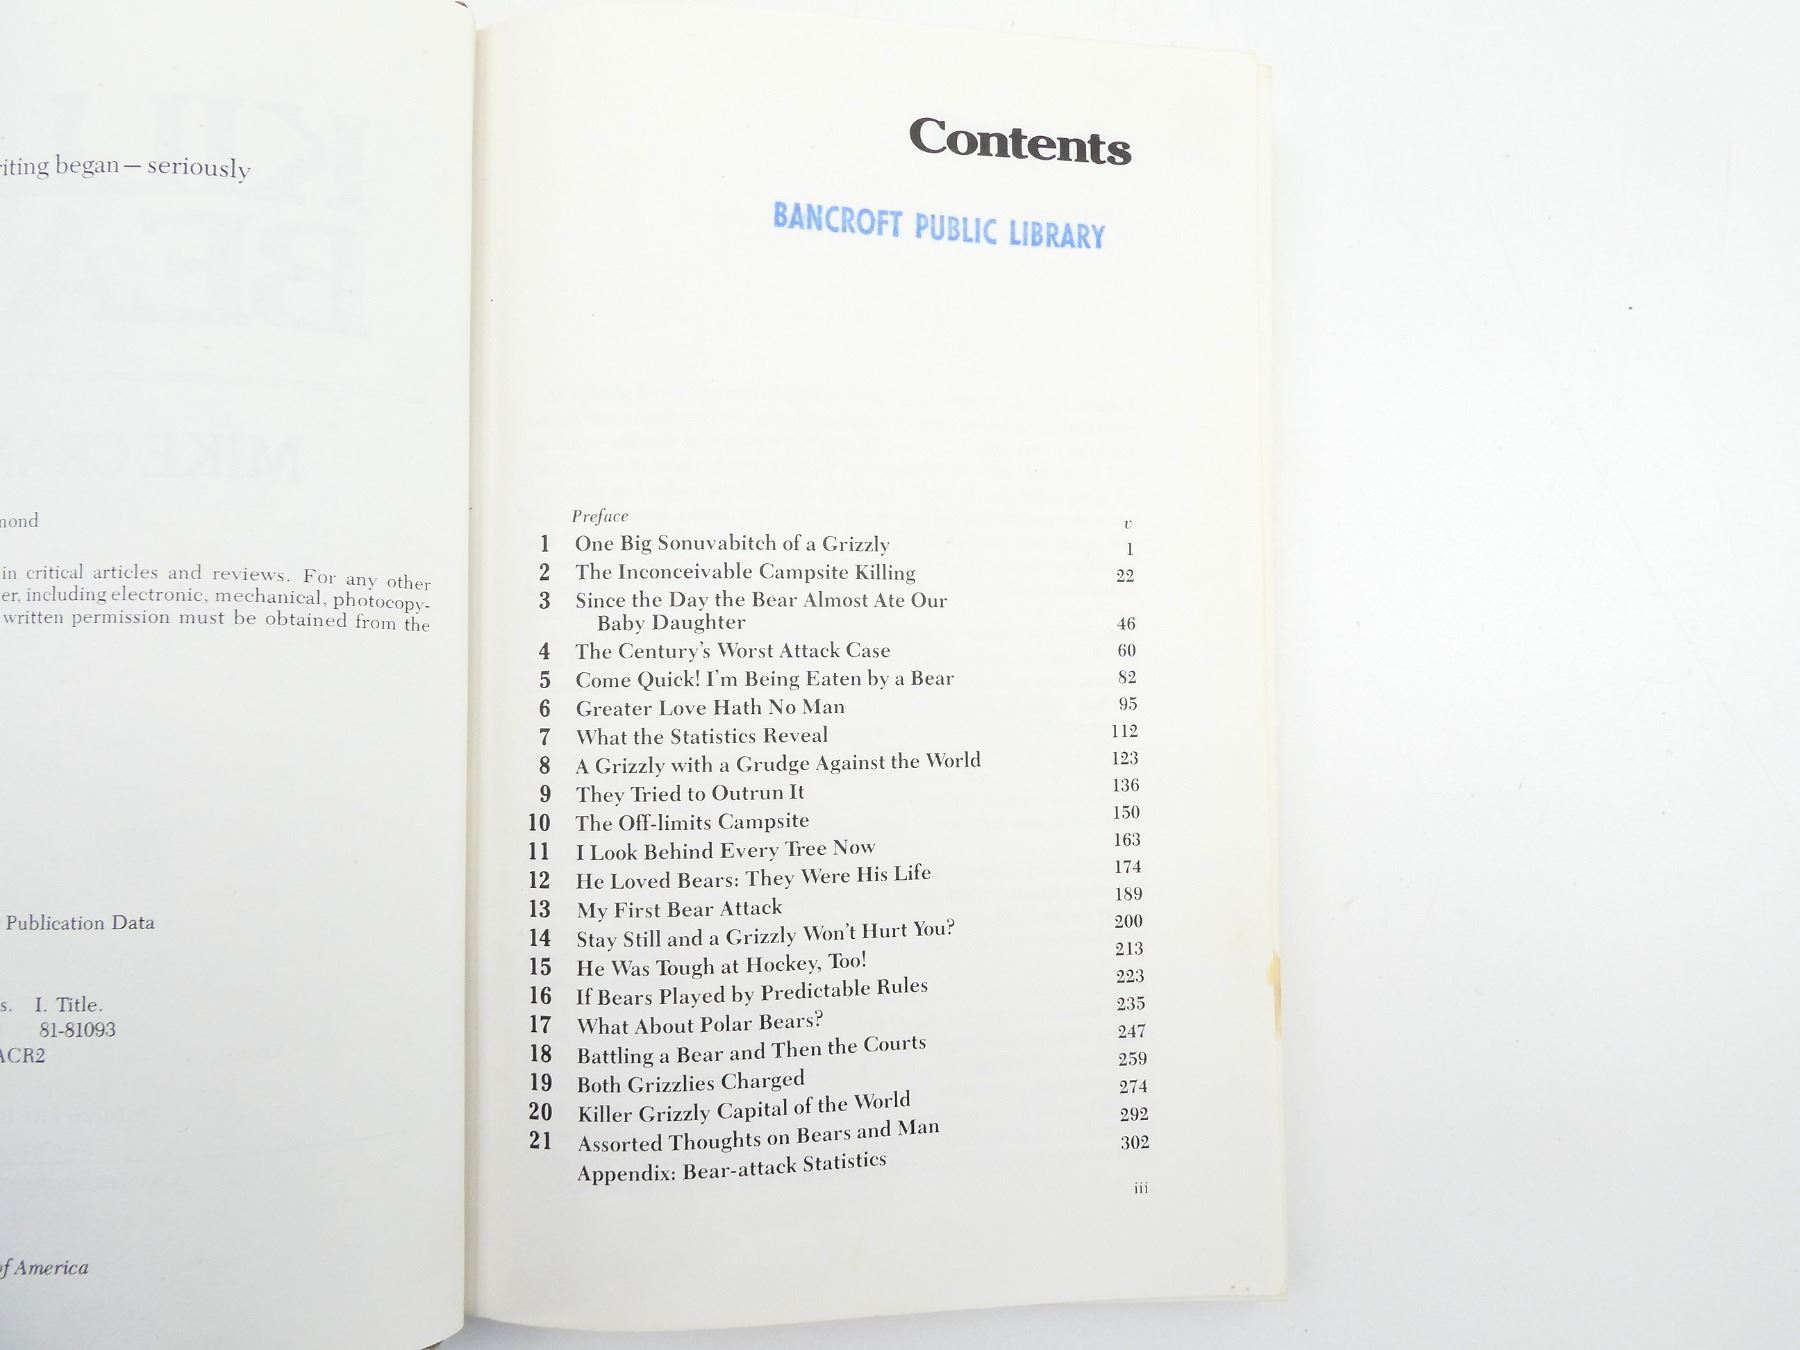 riting began — seriously
mond
in critical articles and reviews. For any other
er, including electronic, mechanical, photocopy-
written permission must be obtained from the
Publication Data
s. I. Title.
81-81093
ACR2
of America
Contents
BANCROFT PUBLIC LIBRARY
Preface v
1 One Big Sonuvabitch of a Grizzly 1
2 The Inconceivable Campsite Killing 22
3 Since the Day the Bear Almost Ate Our
Baby Daughter 46
4 The Century's Worst Attack Case 60
5 Come Quick! I'm Being Eaten by a Bear 82
6 Greater Love Hath No Man 95
7 What the Statistics Reveal 112
8 A Grizzly with a Grudge Against the World 123
9 They Tried to Outrun It 136
10 The Off-limits Campsite 150
11 I Look Behind Every Tree Now 163
12 He Loved Bears: They Were His Life 174
13 My First Bear Attack 189
14 Stay Still and a Grizzly Won't Hurt You? 200
15 He Was Tough at Hockey, Too! 213
16 If Bears Played by Predictable Rules 223
17 What About Polar Bears? 235
18 Battling a Bear and Then the Courts 247
19 Both Grizzlies Charged 259
20 Killer Grizzly Capital of the World 274
21 Assorted Thoughts on Bears and Man 292
Appendix: Bear-attack Statistics 302
iii